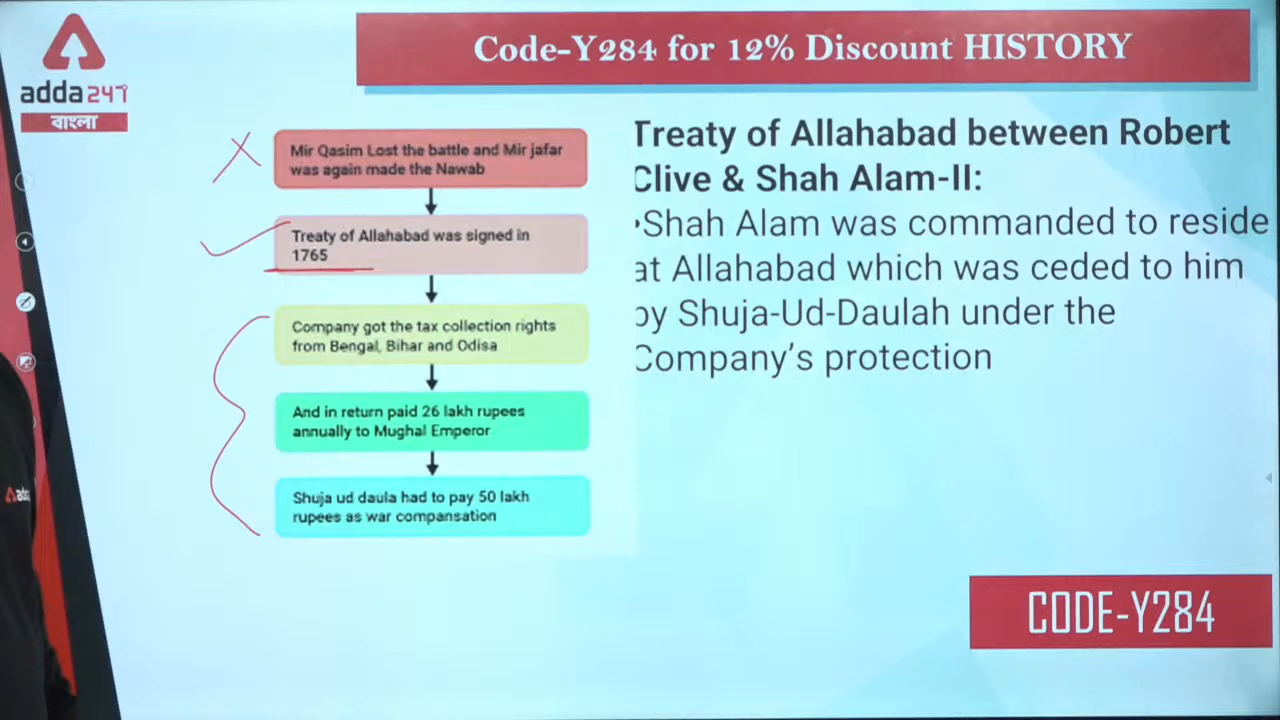 adda247
বাংলা
Code-Y284 for 12% Discount HISTORY
Mir Qasim Lost the battle and Mir jafar
was again made the Nawab
Treaty of Allahabad was signed in
1765
Company got the tax collection rights
from Bengal, Bihar and Odisa
And in return paid 26 lakh rupees
annually to Mughal Emperor
Shuja ud daula had to pay 50 lakh
rupees as war compansation
Treaty of Allahabad between Robert
Clive & Shah Alam-II:
•Shah Alam was commanded to reside
at Allahabad which was ceded to him
by Shuja-Ud-Daulah under the
Company’s protection
CODE-Y284